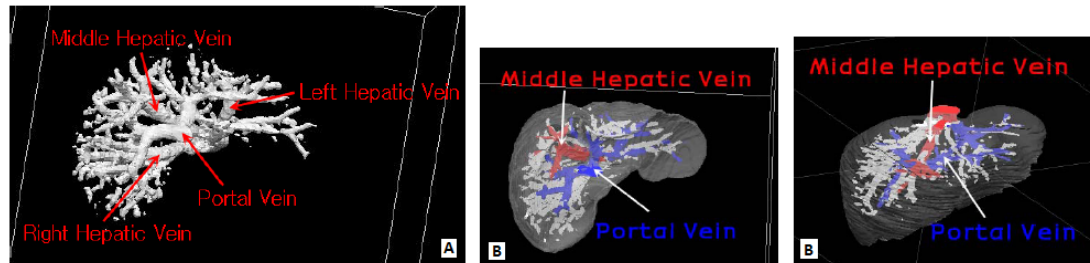 Middle Hepatic Vein
Left Hepatic Vein
Portal Vein
Right Hepatic Vein
A
Middle Hepatic Vein
Portal Vein
B
Middle Hepatic Vein
Portal Vein
B